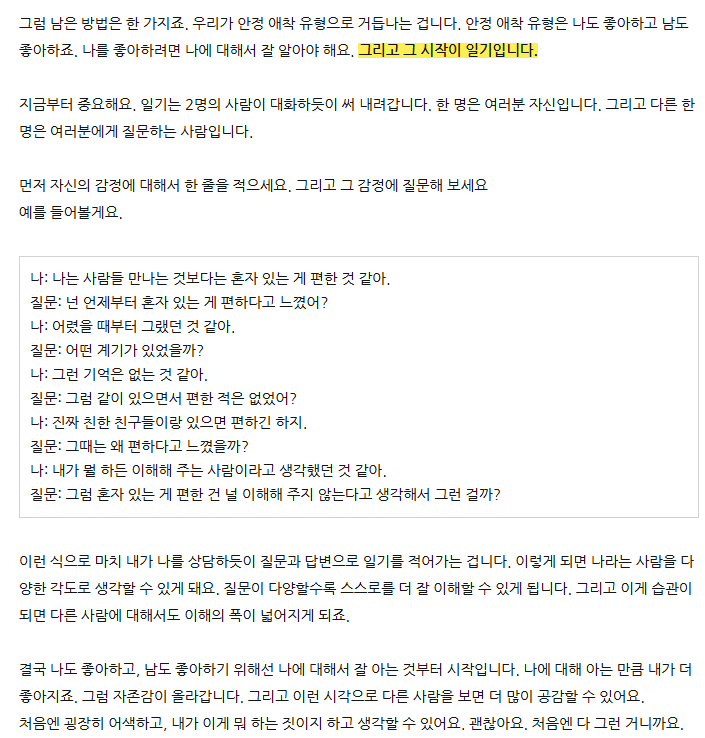 그럼 남은 방법은 한 가지죠. 우리가 안정 애착 유형으로 거듭나는 겁니다. 안정 애착 유형은 나도 좋아하고 남도
좋아하죠. 나를 좋아하려면 나에 대해서 잘 알아야 해요. 그리고 그 시작이 일기입니다.
지금부터 중요해요. 일기는 2명의 사람이 대화하듯이 써 내려갑니다. 한 명은 여러분 자신입니다. 그리고 다른 한
명은 여러분에게 질문하는 사람입니다.
먼저 자신의 감정에 대해서 한 줄을 적으세요. 그리고 그 감정에 질문해 보세요
예를 들어볼게요.
나: 나는 사람들 만나는 것보다는 혼자 있는 게 편한 것 같아.
질문: 넌 언제부터 혼자 있는 게 편하다고 느꼈어?
나: 어렸을 때부터 그랬던 것 같아.
질문: 어떤 계기가 있었을까?
나: 그런 기억은 없는 것 같아.
질문: 그럼 같이 있으면서 편한 적은 없었어?
나: 진짜 친한 친구들이랑 있으면 편하긴 하지.
질문: 그때는 왜 편하다고 느꼈을까?
나: 내가 뭘 하든 이해해 주는 사람이라고 생각했던 것 같아.
질문: 그럼 혼자 있는 게 편한 건 널 이해해 주지 않는다고 생각해서 그런 걸까?
이런 식으로 마치 내가 나를 상담하듯이 질문과 답변으로 일기를 적어가는 겁니다. 이렇게 되면 나라는 사람을 다
양한 각도로 생각할 수 있게 돼요. 질문이 다양할수록 스스로를 더 잘 이해할 수 있게 됩니다. 그리고 이게 습관이
되면 다른 사람에 대해서도 이해의 폭이 넓어지게 되죠.
결국 나도 좋아하고, 남도 좋아하기 위해선 나에 대해서 잘 아는 것부터 시작입니다. 나에 대해 아는 만큼 내가 더
좋아지죠. 그럼 자존감이 올라갑니다. 그리고 이런 시각으로 다른 사람을 보면 더 많이 공감할 수 있어요.
처음엔 굉장히 어색하고, 내가 이게 뭐 하는 짓이지 하고 생각할 수 있어요. 괜찮아요. 처음엔 다 그런 거니까요.